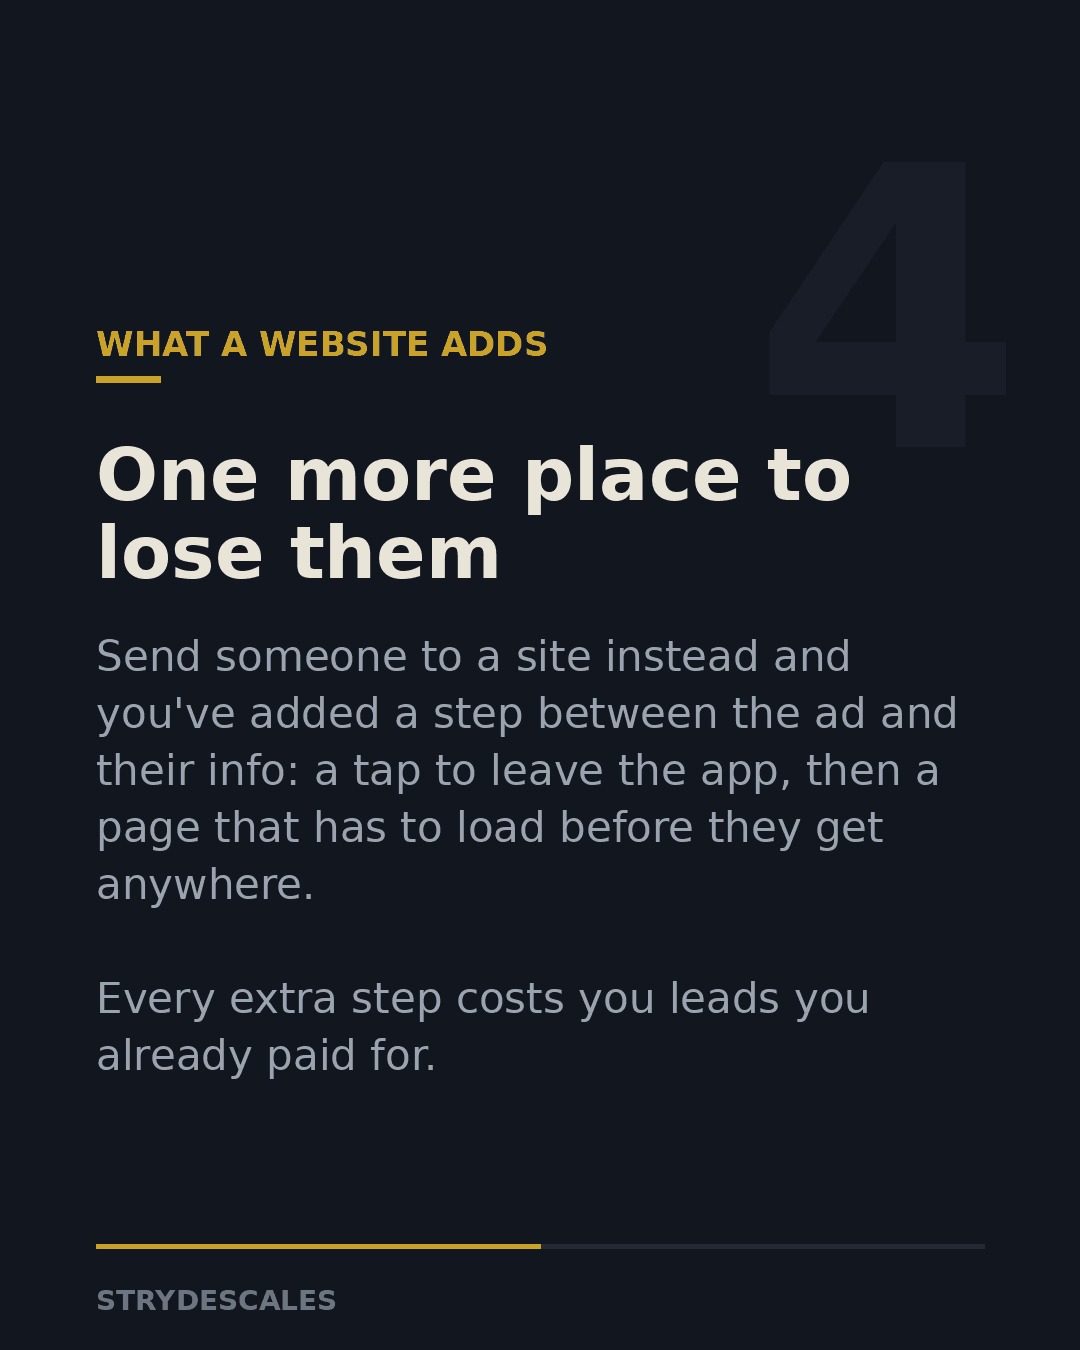 4
WHAT A WEBSITE ADDS
One more place to
lose them
Send someone to a site instead and
you've added a step between the ad and
their info: a tap to leave the app, then a
page that has to load before they get
anywhere.
Every extra step costs you leads you
already paid for.
STRYDESCALES